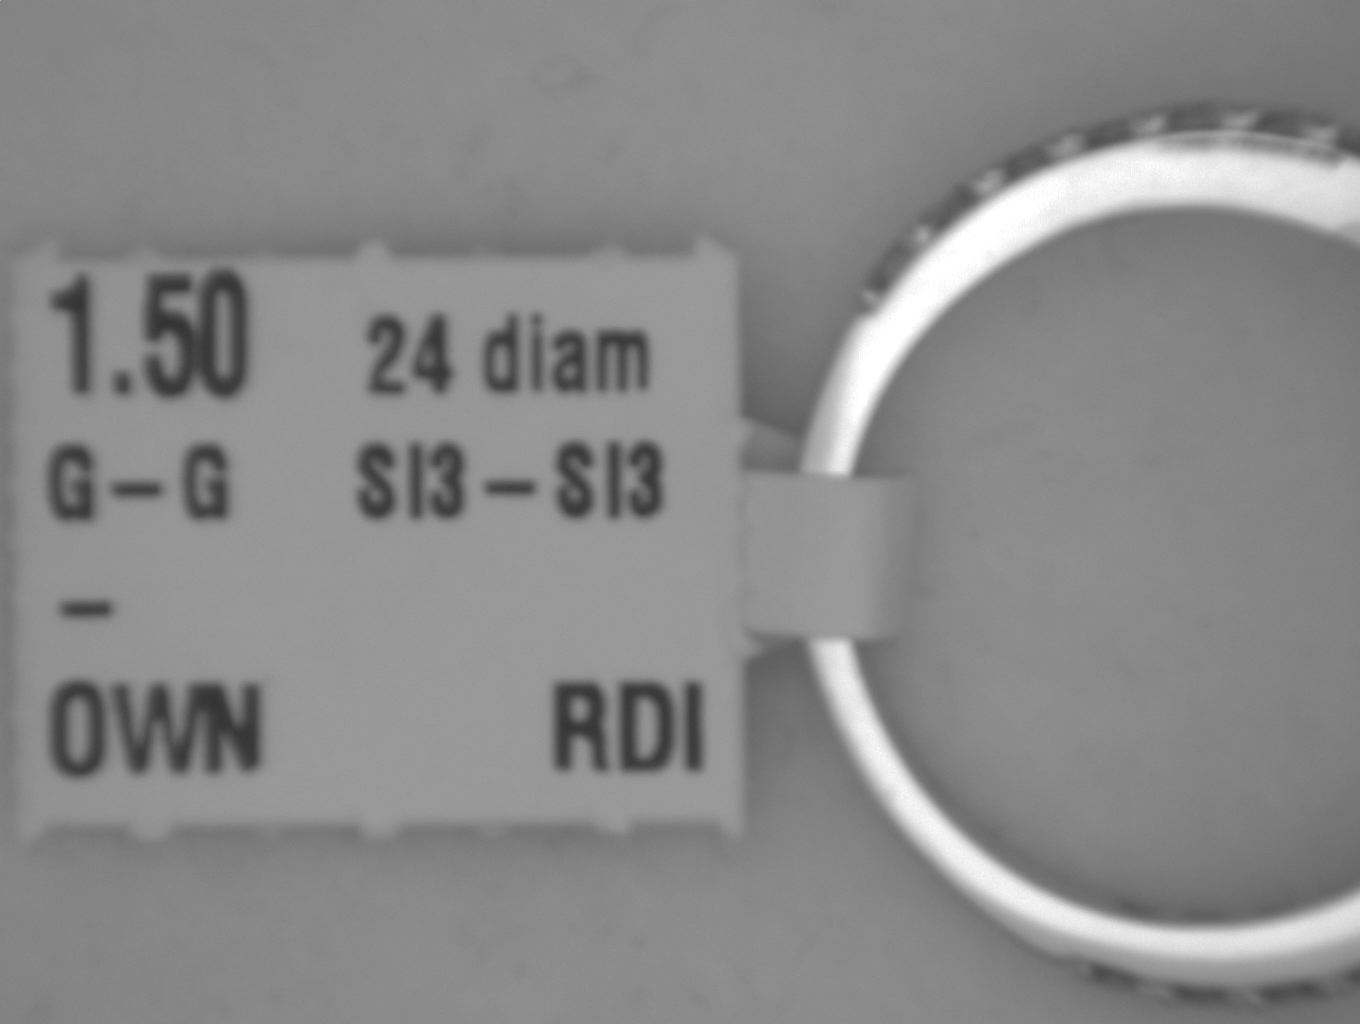 1.50 24 diam
G-G SI3-SI3
-
OWN RDI